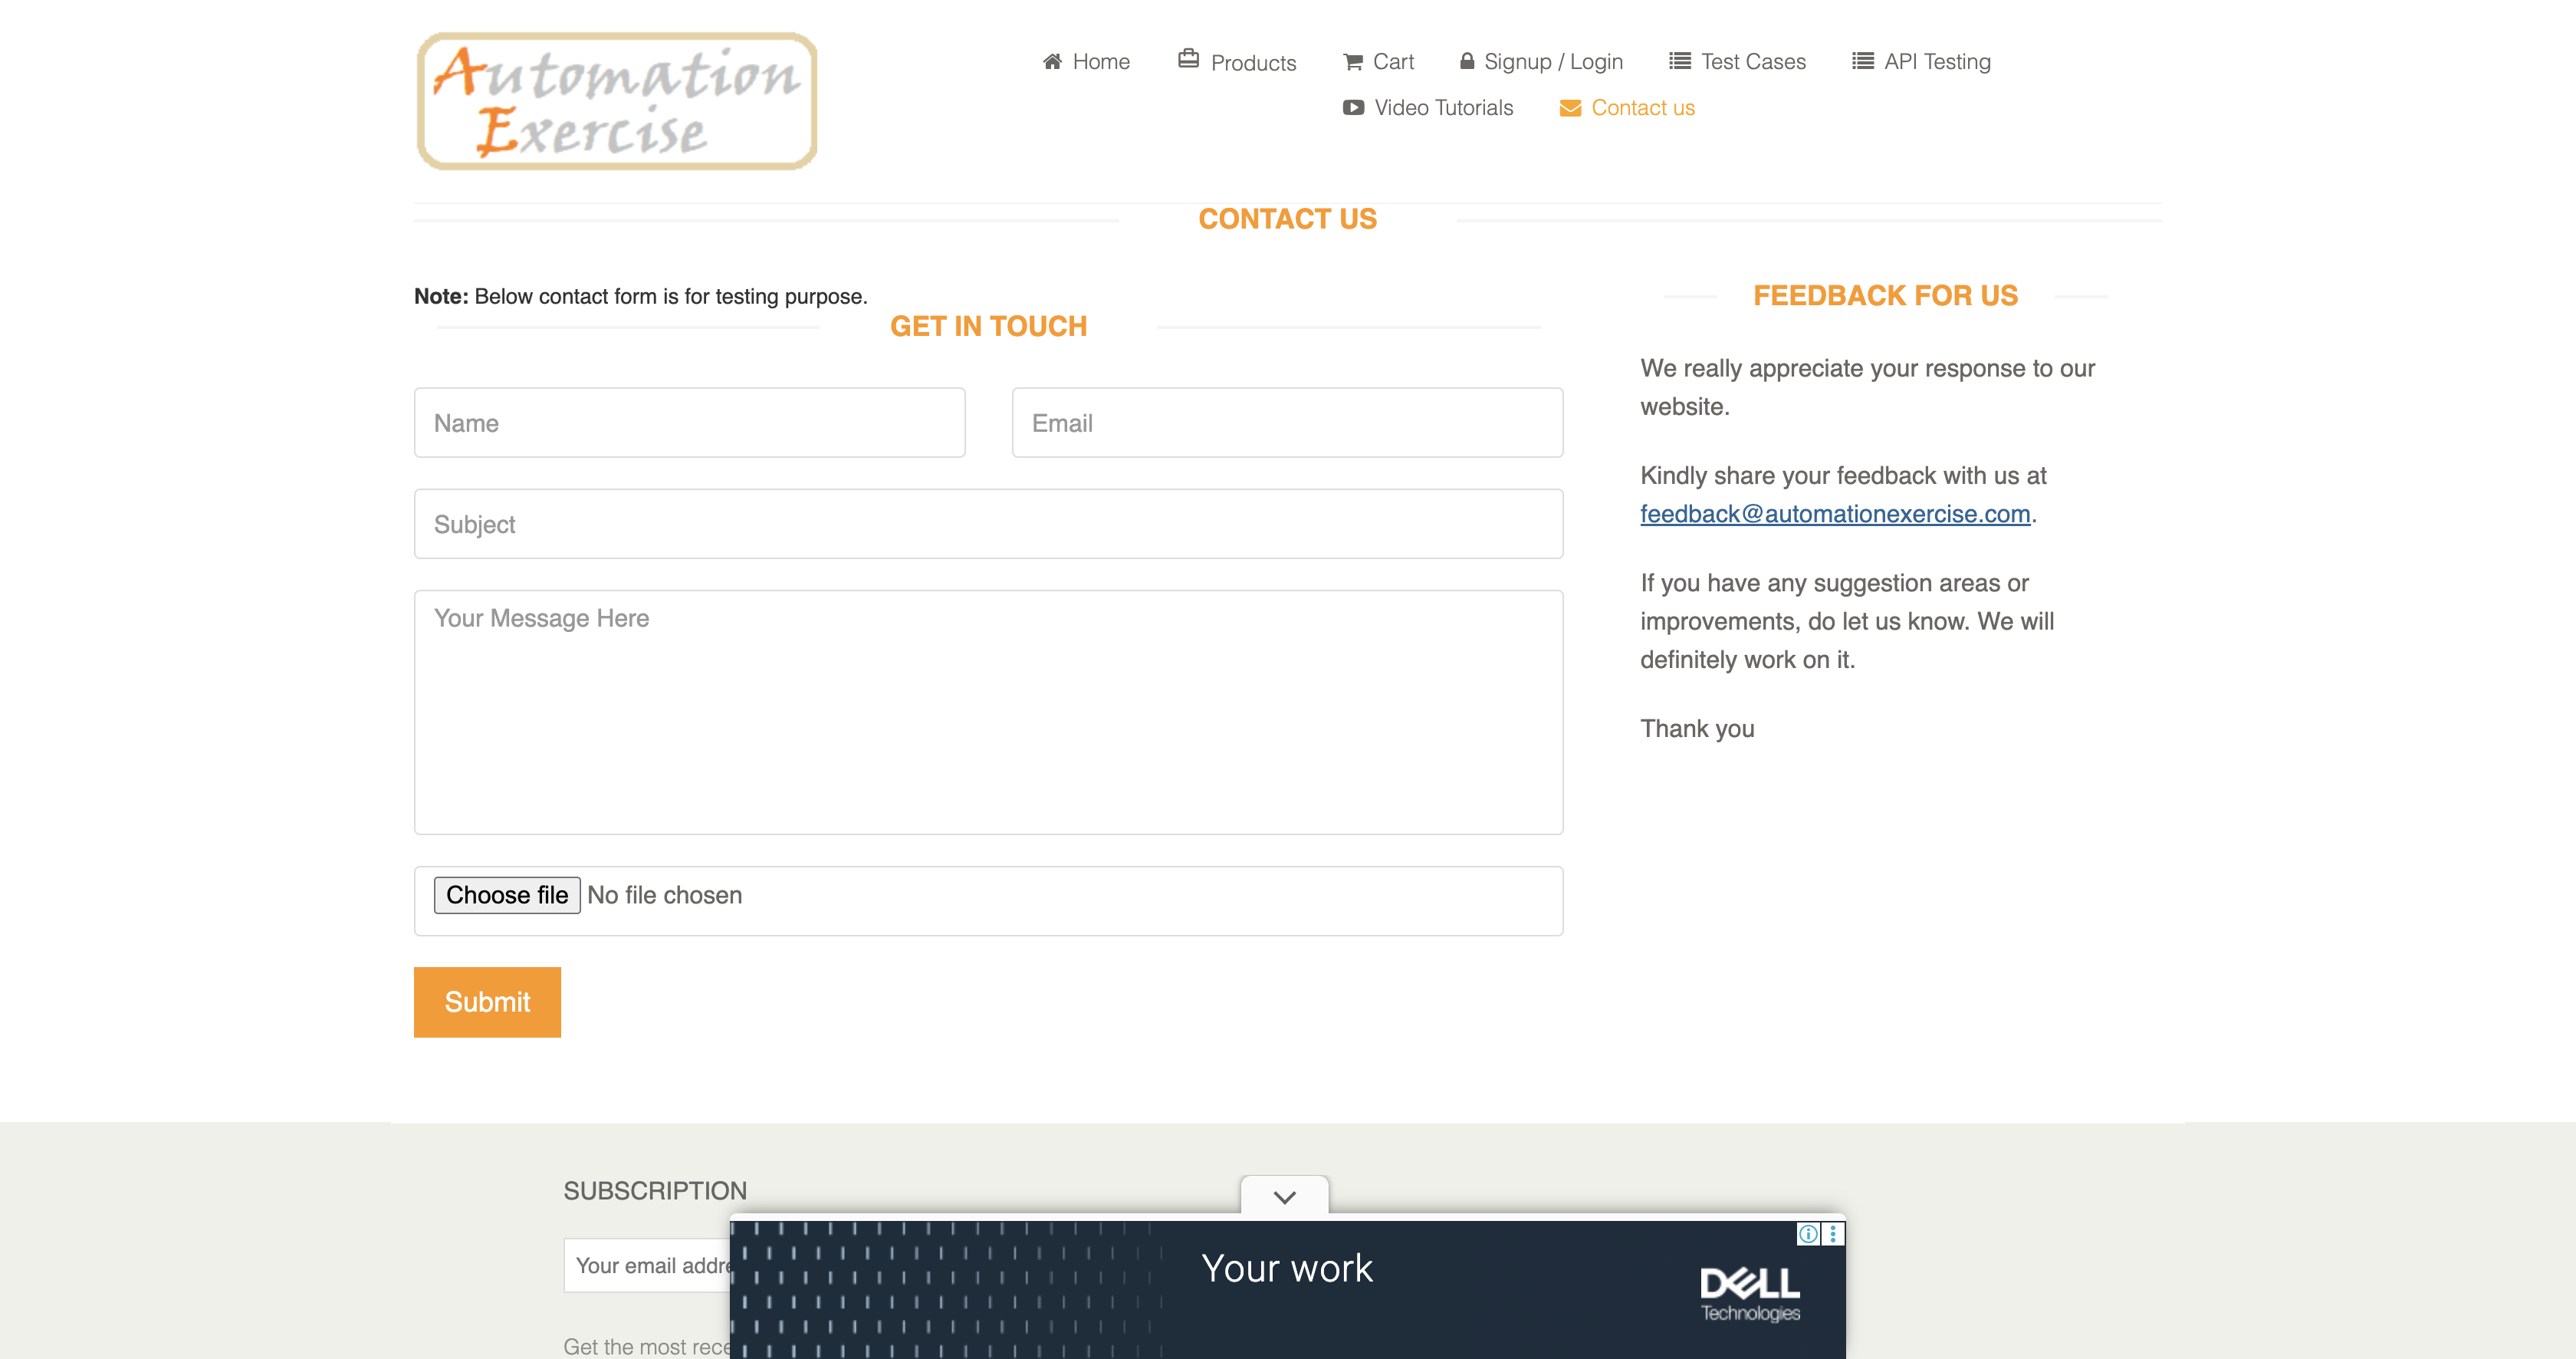 Automation
Exercise
Home
Products
Cart
Signup / Login
Test Cases
API Testing
Video Tutorials
Contact us
CONTACT US
Note: Below contact form is for testing purpose.
GET IN TOUCH
Name
Email
Subject
Your Message Here
Choose file No file chosen
Submit
FEEDBACK FOR US
We really appreciate your response to our
website.
Kindly share your feedback with us at
feedback@automationexercise.com.
If you have any suggestion areas or
improvements, do let us know. We will
definitely work on it.
Thank you
SUBSCRIPTION
Your email addre
Get the most rece
Your work
DELL
Technologies